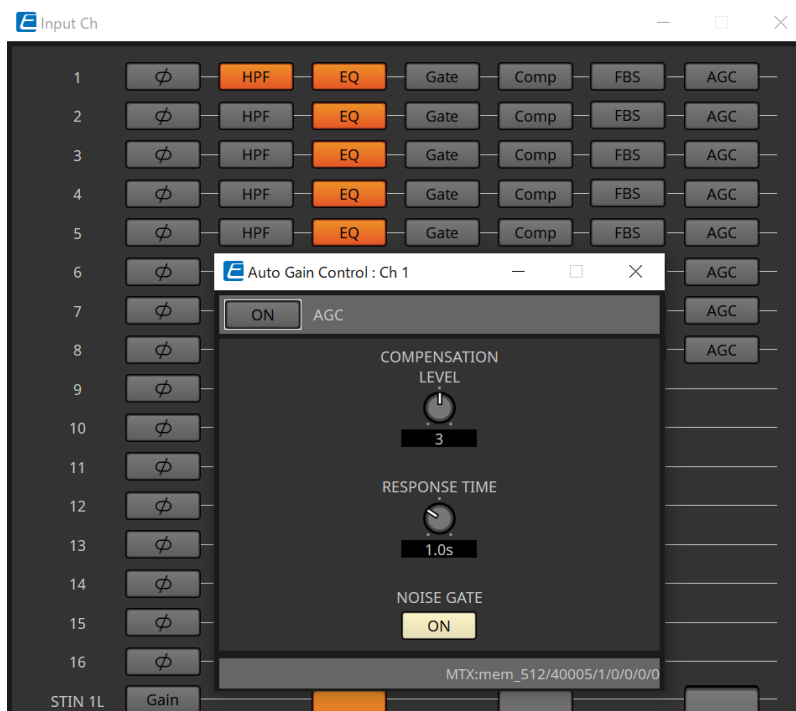 Input Ch
1 ϕ HPF EQ Gate Comp FBS AGC
2 ϕ HPF EQ Gate Comp FBS AGC
3 ϕ HPF EQ Gate Comp FBS AGC
4 ϕ HPF EQ Gate Comp FBS AGC
5 ϕ HPF EQ Gate Comp FBS AGC
6 ϕ AGC
7 ϕ AGC
8 ϕ AGC
9 ϕ
10 ϕ
11 ϕ
12 ϕ
13 ϕ
14 ϕ
15 ϕ
16 ϕ
STIN 1L Gain
Auto Gain Control : Ch 1
ON AGC
COMPENSATION
LEVEL
3
RESPONSE TIME
1.0s
NOISE GATE
ON
MTX:mem_512/40005/1/0/0/0/0